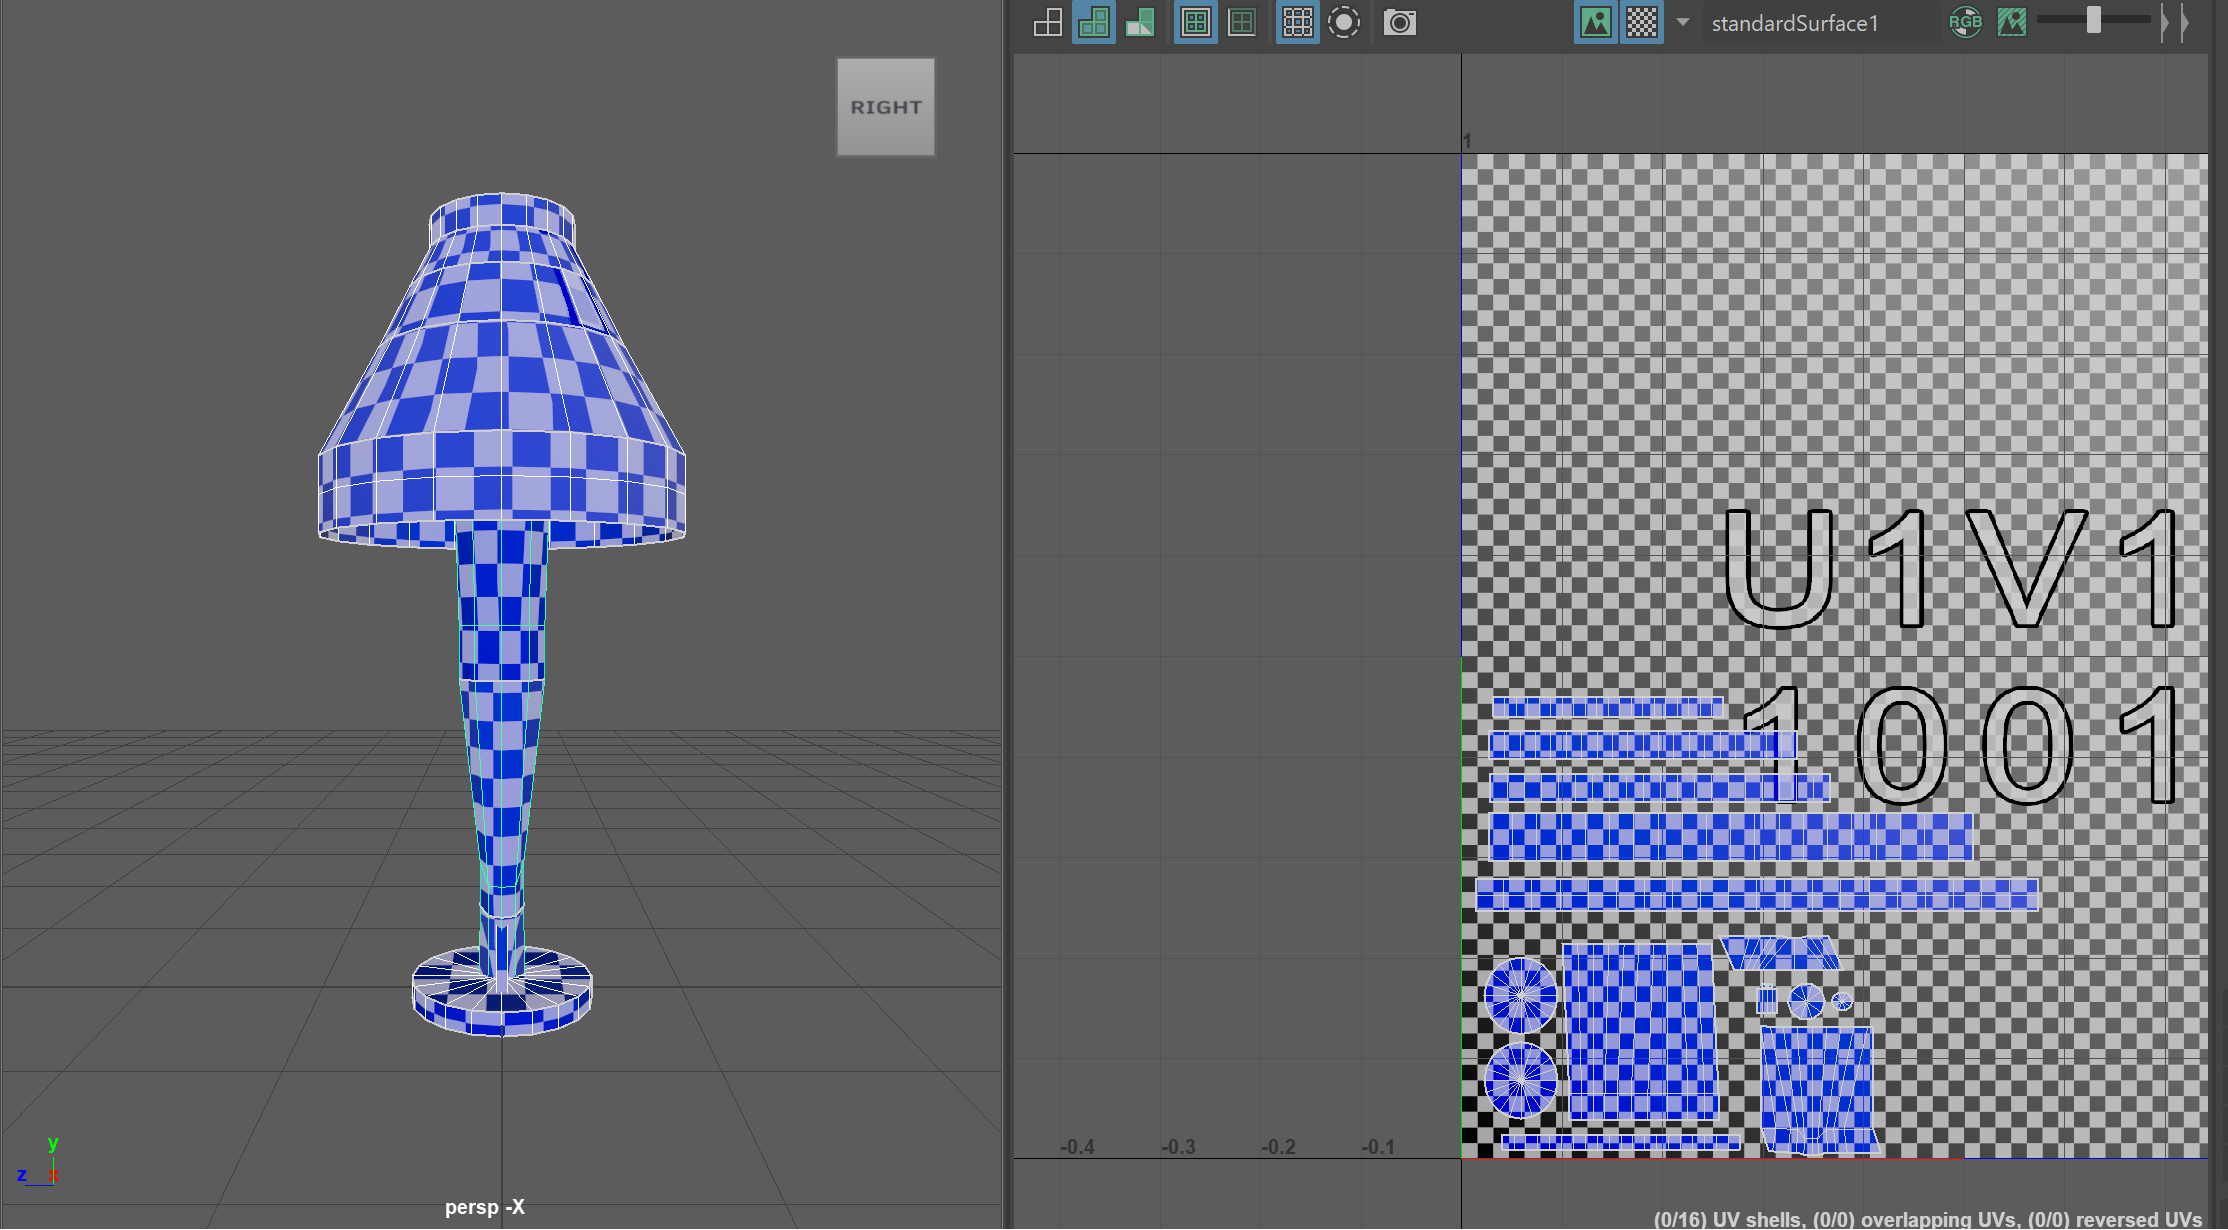 standardSurface1
RGB
RIGHT
1
U1V1
1001
-0.4
-0.3
-0.2
-0.1
y
z
x
persp -X
(0/16) UV shells, (0/0) overlapping UVs, (0/0) reversed UVs